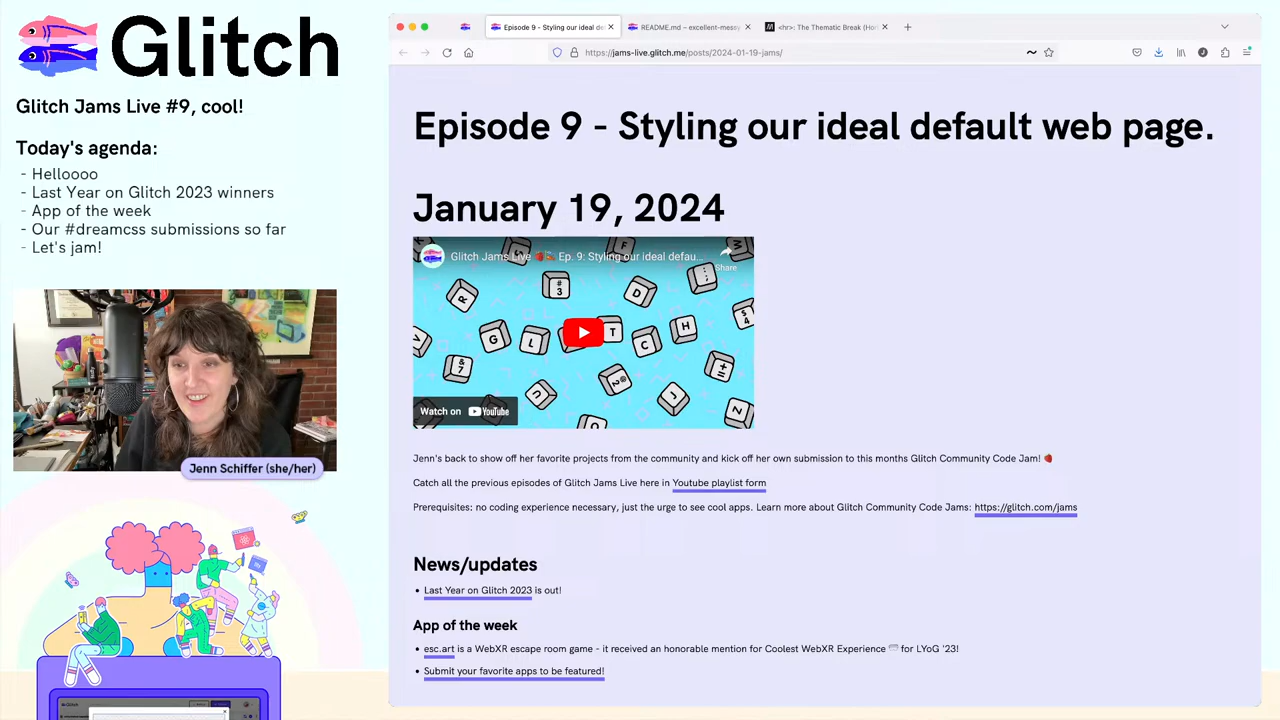 Glitch
Glitch Jams Live #9, cool!
Today's agenda:
- Helloooo
- Last Year on Glitch 2023 winners
- App of the week
- Our #dreamcss submissions so far
- Let's jam!
Jenn Schiffer (she/her)
Episode 9 - Styling our ideal def
README.md – excellent-messy
<hr>: The Thematic Break (Hori
https://jams-live.glitch.me/posts/2024-01-19-jams/
Episode 9 - Styling our ideal default web page.
January 19, 2024
Glitch Jams Live Ep. 9: Styling our ideal defau...
Share
Watch on YouTube
Jenn's back to show off her favorite projects from the community and kick off her own submission to this months Glitch Community Code Jam!
Catch all the previous episodes of Glitch Jams Live here in Youtube playlist form
Prerequisites: no coding experience necessary, just the urge to see cool apps. Learn more about Glitch Community Code Jams: https://glitch.com/jams
News/updates
• Last Year on Glitch 2023 is out!
App of the week
• esc.art is a WebXR escape room game - it received an honorable mention for Coolest WebXR Experience for LYoG '23!
• Submit your favorite apps to be featured!
Glitch